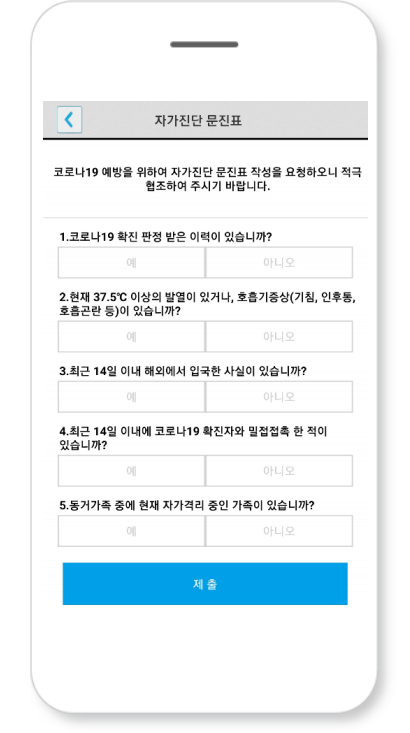 자가진단 문진표
코로나19 예방을 위하여 자가진단 문진표 작성을 요청하오니 적극
협조하여 주시기 바랍니다.
1.코로나19 확진 판정 받은 이력이 있습니까?
예 아니오
2.현재 37.5℃ 이상의 발열이 있거나, 호흡기증상(기침, 인후통,
호흡곤란 등)이 있습니까?
예 아니오
3.최근 14일 이내 해외에서 입국한 사실이 있습니까?
예 아니오
4.최근 14일 이내에 코로나19 확진자와 밀접접촉 한 적이
있습니까?
예 아니오
5.동거가족 중에 현재 자가격리 중인 가족이 있습니까?
예 아니오
제 출